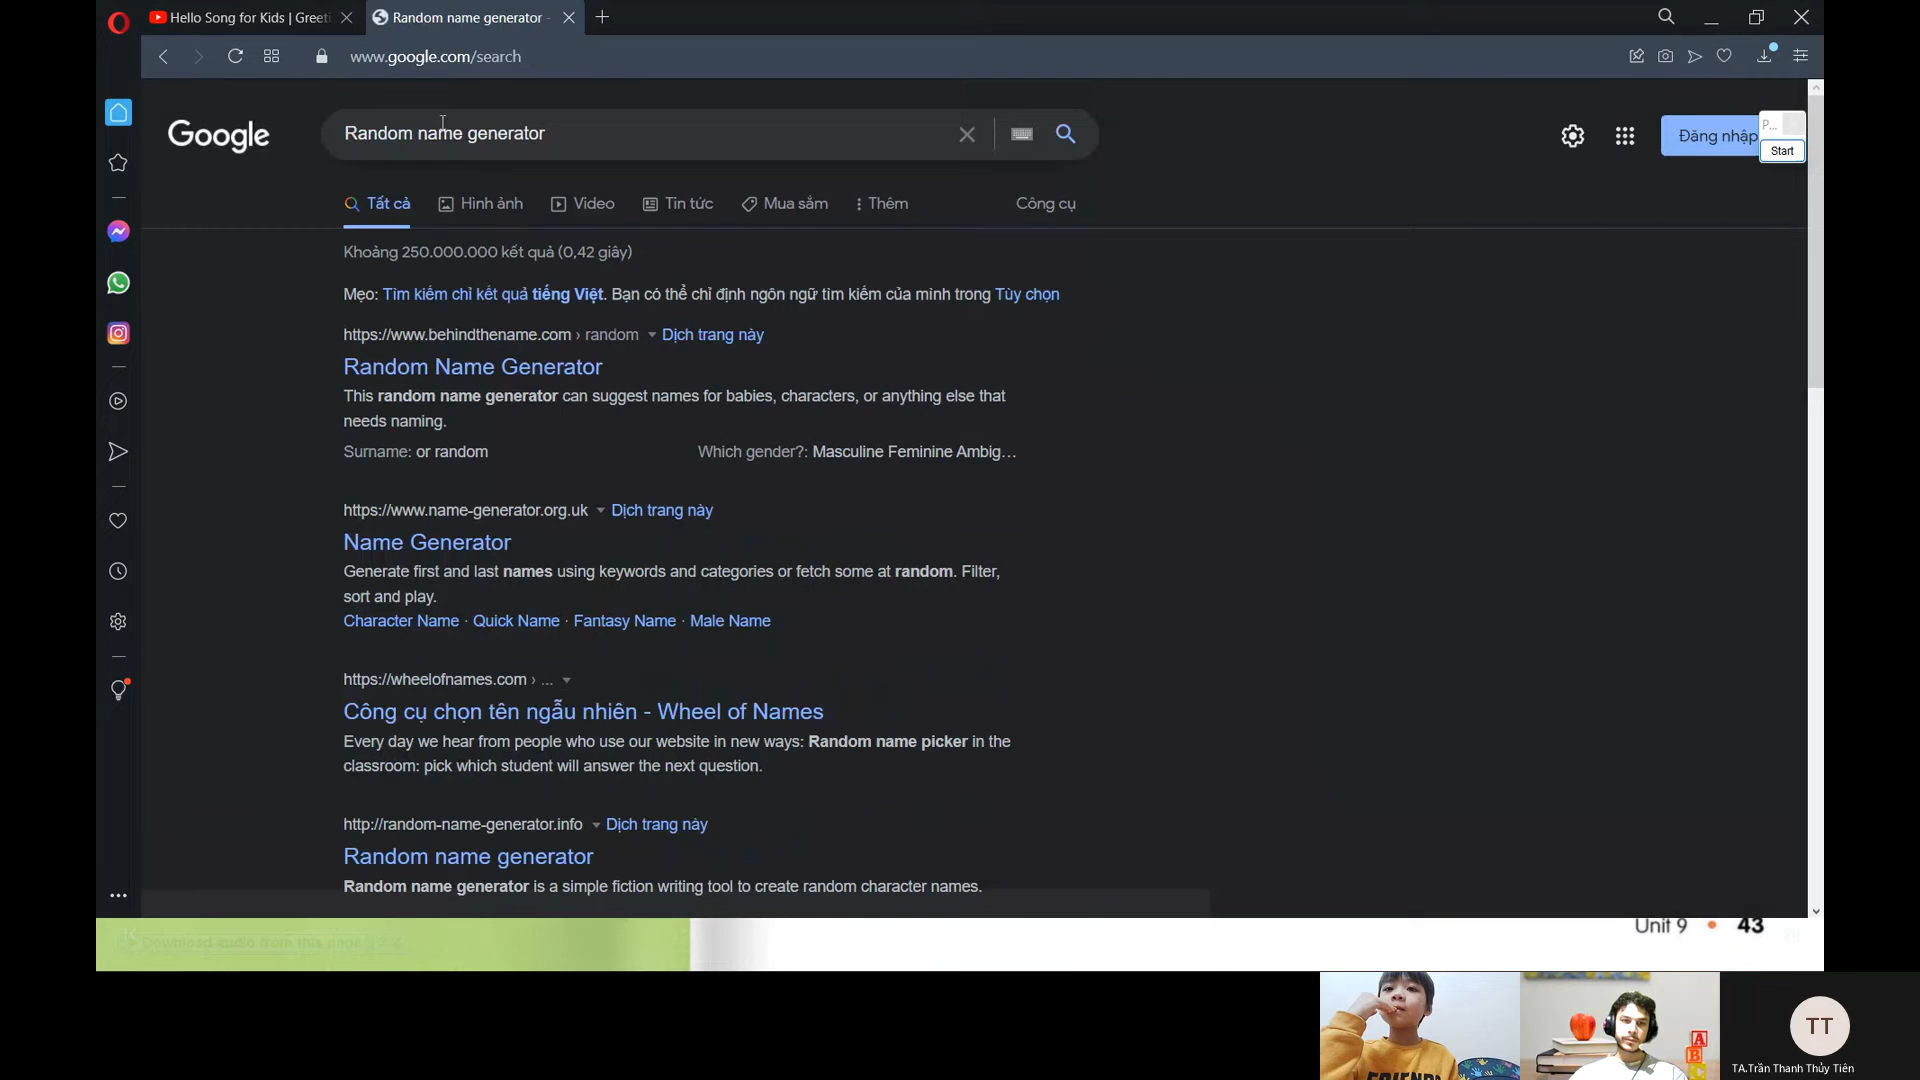 Hello Song for Kids | Greeti
Random name generator -
www.google.com/search
Google
Random name generator
Đăng nhập
P...
Start
Tất cả
Hình ảnh
Video
Tin tức
Mua sắm
Thêm
Công cụ
Khoảng 250.000.000 kết quả (0,42 giây)
Mẹo: Tìm kiếm chỉ kết quả tiếng Việt. Bạn có thể chỉ định ngôn ngữ tìm kiếm của mình trong Tùy chọn
https://www.behindthename.com › random Dịch trang này
Random Name Generator
This random name generator can suggest names for babies, characters, or anything else that
needs naming.
Surname: or random
Which gender?: Masculine Feminine Ambig...
https://www.name-generator.org.uk Dịch trang này
Name Generator
Generate first and last names using keywords and categories or fetch some at random. Filter,
sort and play.
Character Name · Quick Name · Fantasy Name · Male Name
https://wheelofnames.com › ...
Công cụ chọn tên ngẫu nhiên - Wheel of Names
Every day we hear from people who use our website in new ways: Random name picker in the
classroom: pick which student will answer the next question.
http://random-name-generator.info Dịch trang này
Random name generator
Random name generator is a simple fiction writing tool to create random character names.
Download audio from this page
Unit 9 • 43
FRIENDS
A
B
C
TT
TA.Trần Thanh Thủy Tiên